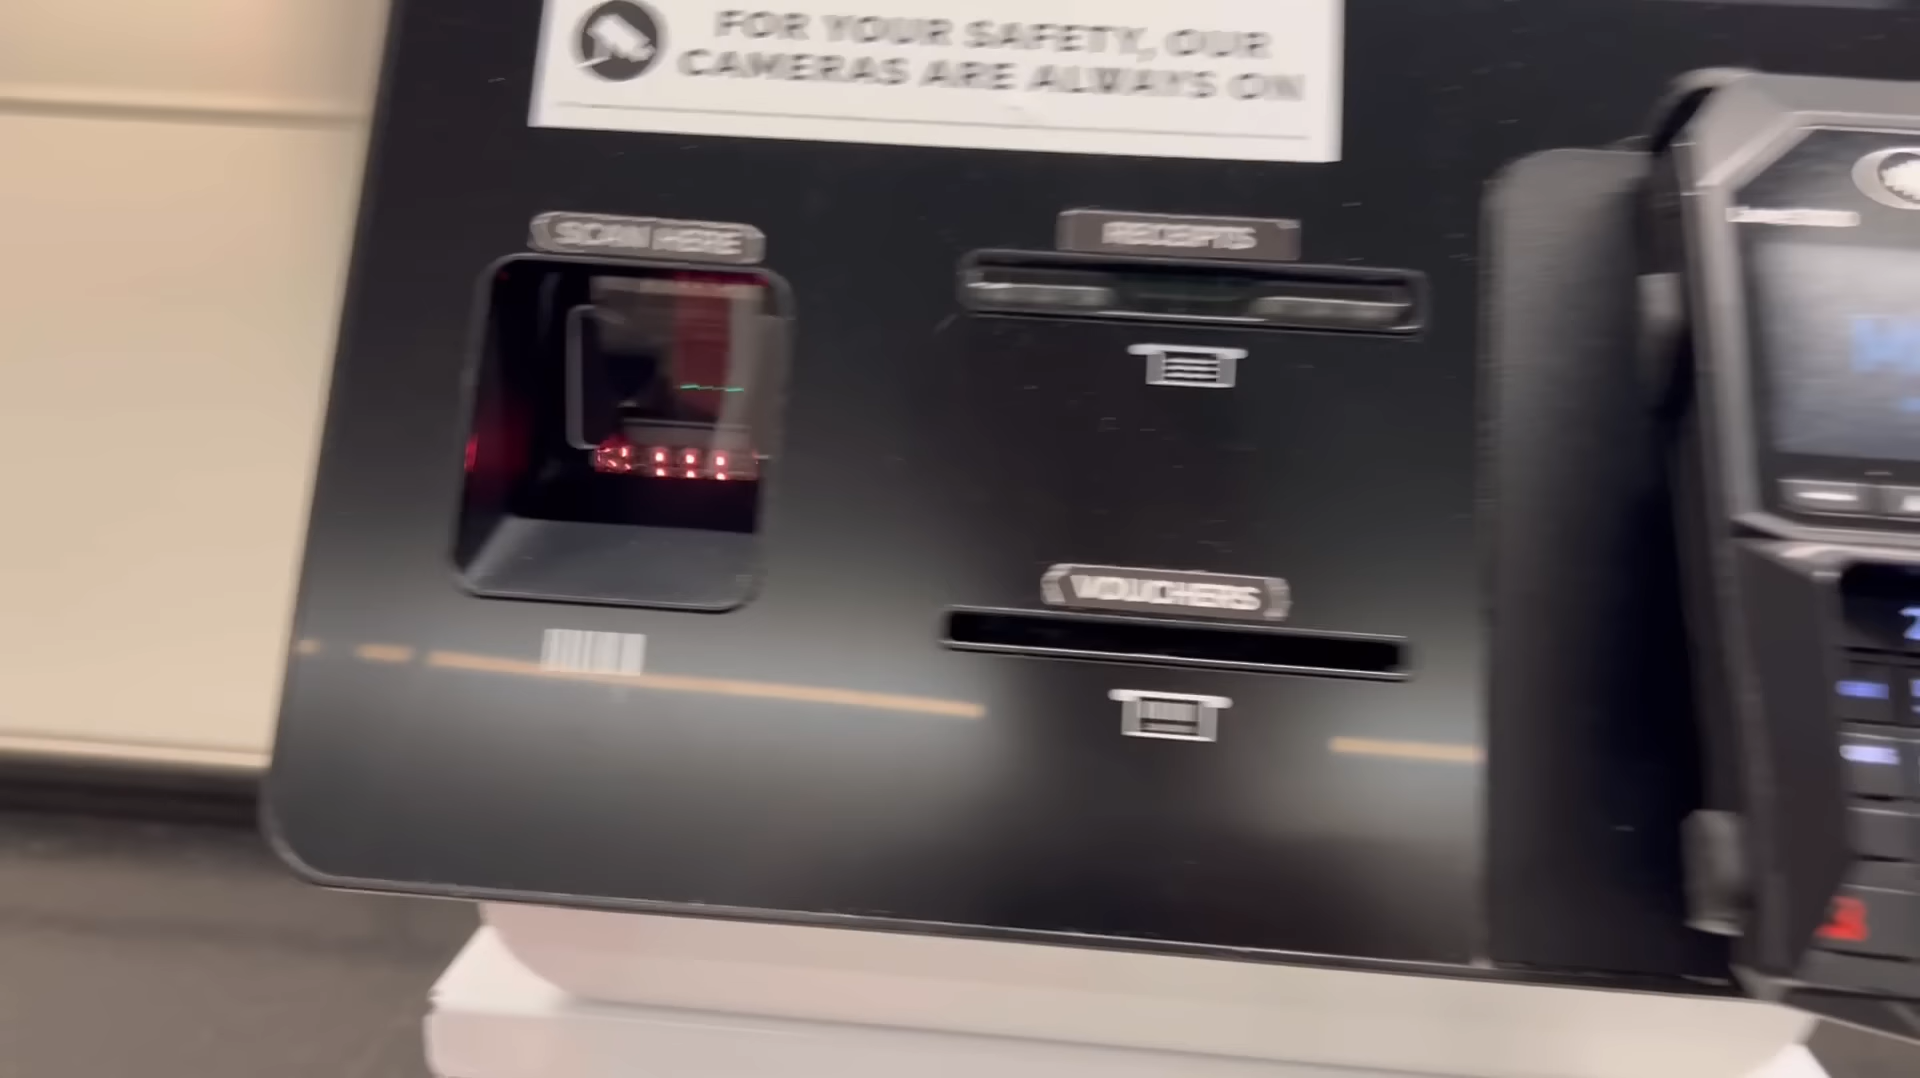 FOR YOUR SAFETY, OUR
CAMERAS ARE ALWAYS ON
SCAN HERE
RECEIPTS
VOUCHERS